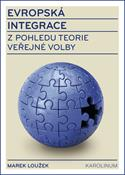 EVROPSKÁ
INTEGRACE
Z POHLEDU TEORIE
VEŘEJNÉ VOLBY
MAREK LOUŽEK
KAROLINUM